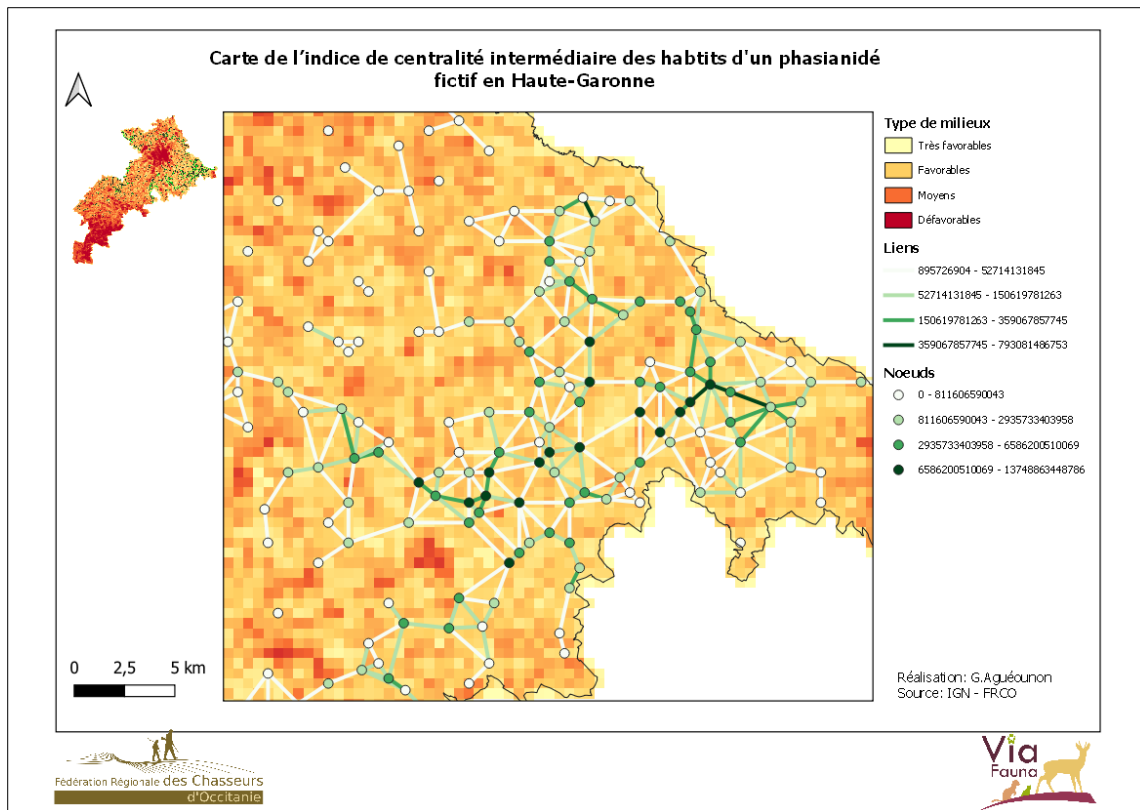 Carte de l'indice de centralité intermédiaire des habtits d'un phasianidé
fictif en Haute-Garonne
Type de milieux
Très favorables
Favorables
Moyens
Défavorables
Liens
895726904 - 52714131845
52714131845 - 150619781263
150619781263 - 359067857745
359067857745 - 793081486753
Noeuds
0 - 811606590043
811606590043 - 2935733403958
2935733403958 - 6586200510069
6586200510069 - 13748863448786
0 2,5 5 km
Réalisation: G.Aguéounon
Source: IGN - FRCO
Fédération Régionale des Chasseurs
d'Occitanie
Via
Fauna